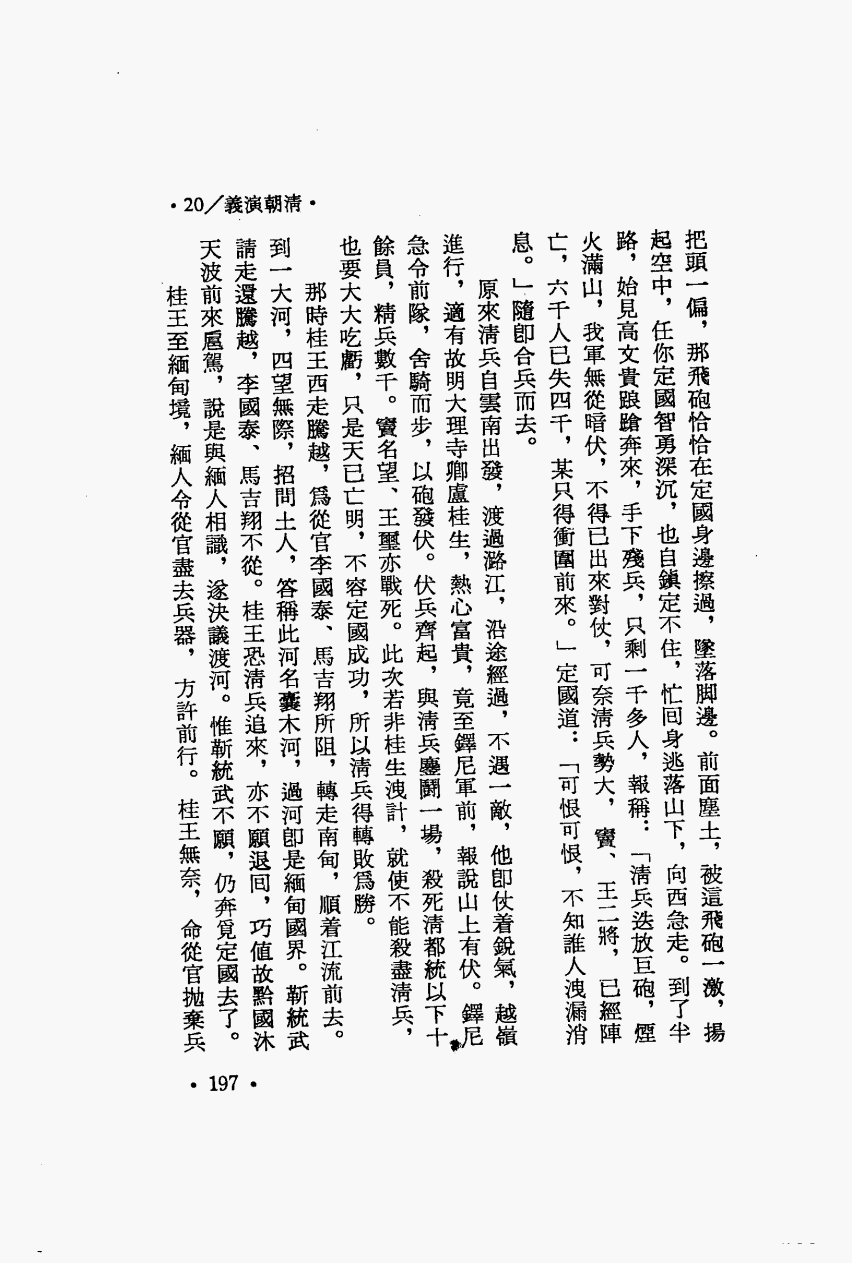 •20/義演朝清•
把頭一偏，那飛砲恰恰在定國身邊擦過，墜落脚邊。前面塵土，被這飛砲一激，揚
起空中，任你定國智勇深沉，也自鎮定不住，忙回身逃落山下，向西急走。到了半
路，始見高文貴踉蹌奔來，手下殘兵，只剩一千多人，報稱：「清兵迭放巨砲，煙
火滿山，我軍無從暗伏，不得已出來對仗，可奈清兵勢大，竇、王二將，已經陣
亡，六千人已失四千，某只得衝圍前來。」定國道：「可恨可恨，不知誰人洩漏消
息。」隨卽合兵而去。
原來清兵自雲南出發，渡過潞江，沿途經過，不遇一敵，他卽仗着銳氣，越嶺
進行，適有故明大理寺卿盧桂生，熱心富貴，竟至鐸尼軍前，報說山上有伏。鐸尼
急令前隊，舍騎而步，以砲發伏。伏兵齊起，與清兵鏖鬭一場，殺死清都統以下十
餘員，精兵數千。竇名望、王璽亦戰死。此次若非桂生洩計，就使不能殺盡清兵，
也要大大吃虧，只是天已亡明，不容定國成功，所以清兵得轉敗爲勝。
那時桂王西走騰越，爲從官李國泰、馬吉翔所阻，轉走南甸，順着江流前去。
到一大河，四望無際，招問土人，答稱此河名囊木河，過河卽是緬甸國界。靳統武
請走還騰越，李國泰、馬吉翔不從。桂王恐清兵追來，亦不願退回，巧值故黔國沐
天波前來扈駕，說是與緬人相識，遂決議渡河。惟靳統武不願，仍奔覓定國去了。
桂王至緬甸境，緬人令從官盡去兵器，方許前行。桂王無奈，命從官拋棄兵
•197•